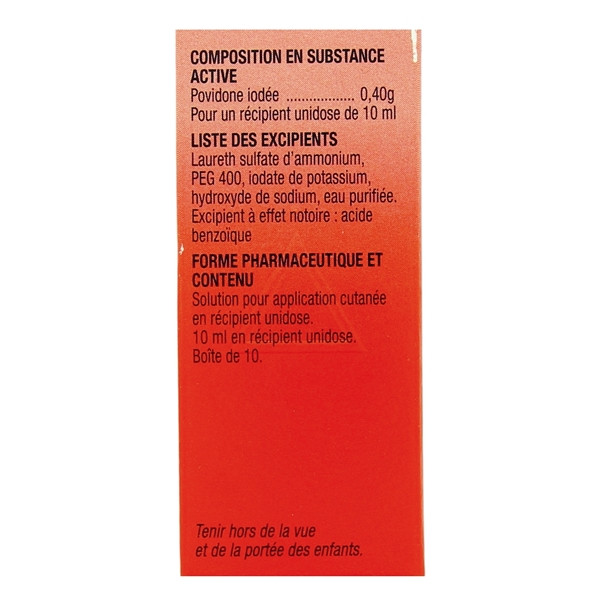 COMPOSITION EN SUBSTANCE
ACTIVE
Povidone iodée .................. 0,40g
Pour un récipient unidose de 10 ml
LISTE DES EXCIPIENTS
Laureth sulfate d'ammonium,
PEG 400, iodate de potassium,
hydroxyde de sodium, eau purifiée.
Excipient à effet notoire : acide
benzoïque
FORME PHARMACEUTIQUE ET
CONTENU
Solution pour application cutanée
en récipient unidose.
10 ml en récipient unidose.
Boîte de 10.
Tenir hors de la vue
et de la portée des enfants.